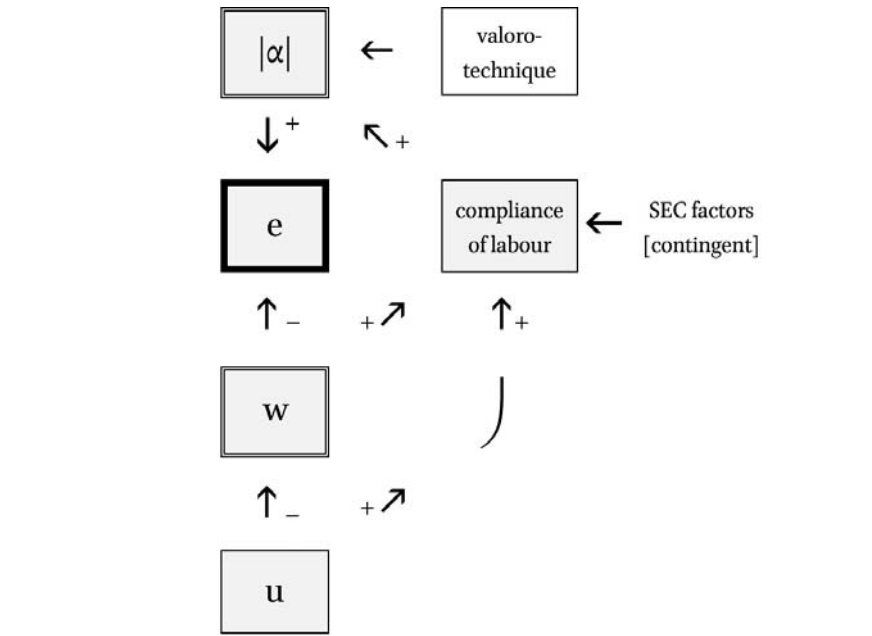 |α|
←
valoro-
technique
↓ +
↖ +
e
compliance
of labour
←
SEC factors
[contingent]
↑ −
+ ↗
↑ +
w
↑ −
+ ↗
u